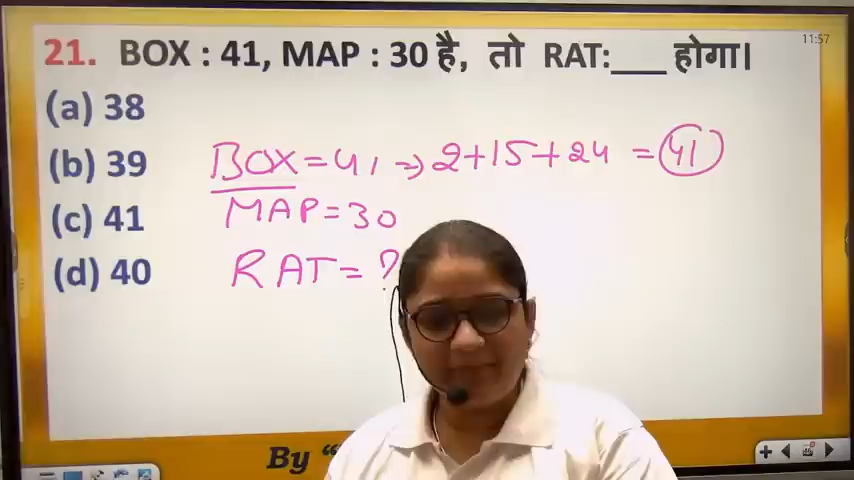 11:57
21. BOX : 41, MAP : 30 है, तो RAT:___ होगा।
(a) 38
(b) 39
(c) 41
(d) 40
BOX = 41 ⇒ 2+15+24 = 41
MAP = 30
RAT = ?
By "